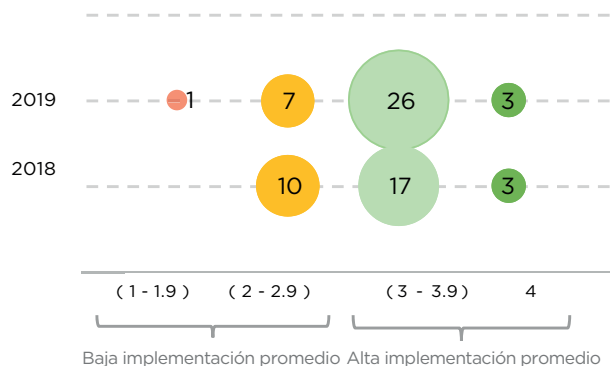 2019 1 7 26 3
2018 10 17 3
( 1 - 1.9 ) ( 2 - 2.9 ) ( 3 - 3.9 ) 4
Baja implementación promedio Alta implementación promedio